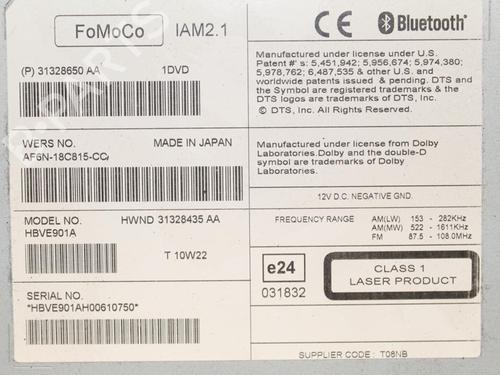 FoMoCo IAM2.1
(P) 31328650 AA 1DVD
WERS NO. MADE IN JAPAN
AF6N-18C815-CC
MODEL NO. HWND 31328435 AA
HBVE901A
T 10W22
SERIAL NO.
*HBVE901AH00610750*
CE Bluetooth®
Manufactured under license under U.S.
Patent #' s : 5,451,942; 5,956,674; 5,974,380;
5,978,762; 6,487,535 & other U.S. and
worldwide patents issued & pending. DTS and
the Symbol are registered trademarks & the
DTS logos are trademarks of DTS, Inc.
© DTS, Inc. All Rights Reserved.
Manufactured under license from Dolby
Laboratories.Dolby and the double-D
symbol are trademarks of Dolby
Laboratories.
12V D.C. NEGATIVE GND.
FREQUENCY RANGE AM(LW) 153 - 282KHz
AM(MW) 522 - 1611KHz
FM 87.5 - 108.0MHz
e24
031832
CLASS 1
LASER PRODUCT
SUPPLIER CODE : T06NB